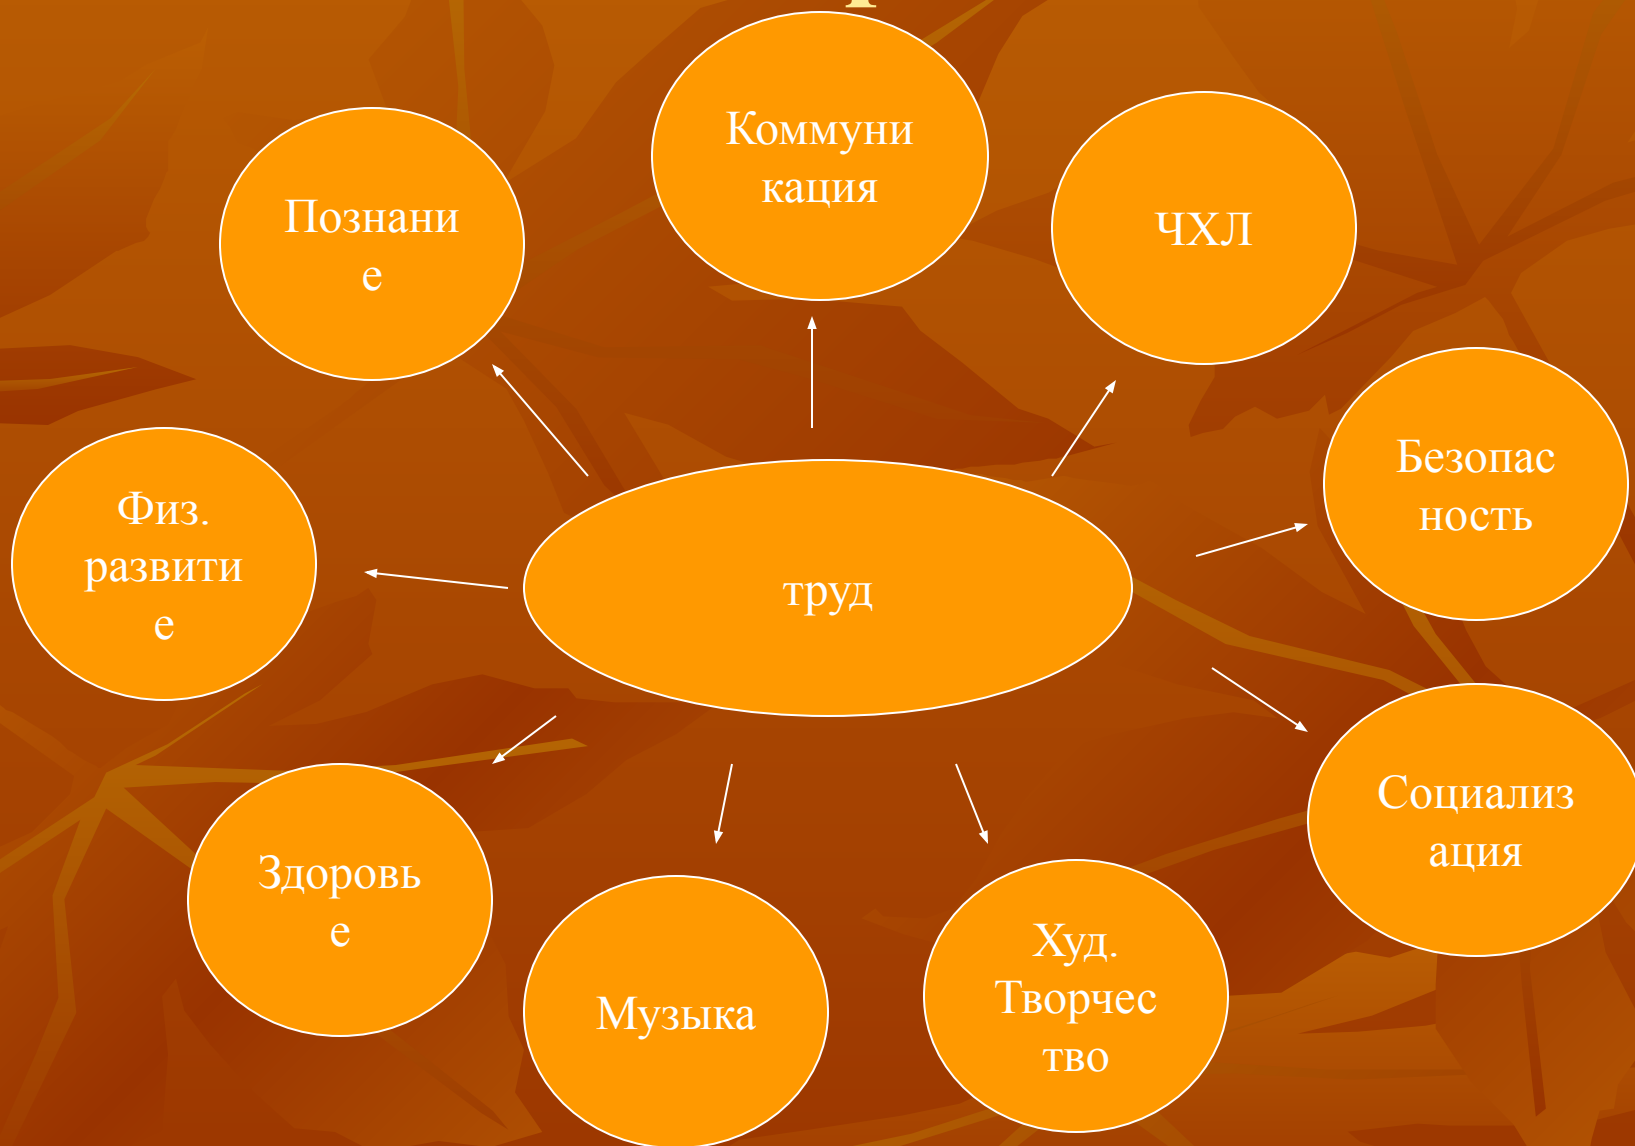 Коммуни
кация
ЧХЛ
Познани
е
Безопас
ность
Физ.
развити
е
труд
Социализ
ация
Здоровь
е
Музыка
Худ.
Творчес
тво